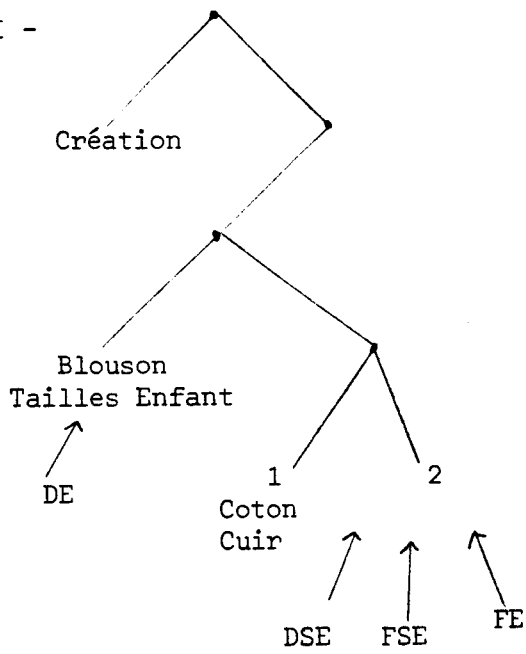 Création
Blouson
Tailles Enfant
DE
1
2
Coton
Cuir
DSE
FSE
FE